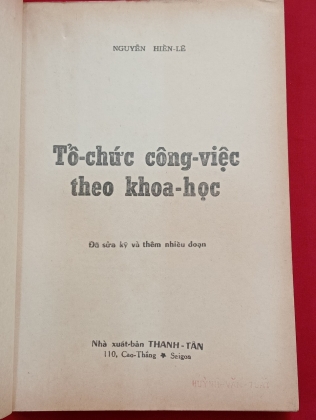 NGUYỄN HIẾN-LÊ
Tổ-chức công-việc
theo khoa-học
Đã sửa kỹ và thêm nhiều đoạn
Nhà xuất-bản THANH-TÂN
110, Cao-Thắng ★ Saigon